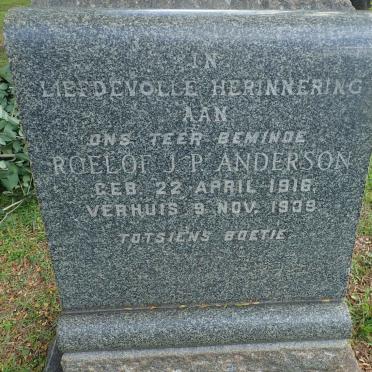 IN
LIEFDEVOLLE HERINNERING
AAN
ONS TEER BEMINDE
ROELOF J. P. ANDERSON
GEB. 22 APRIL 1916.
VERHUIS 9 NOV. 1939.
TOTSIENS BOETIE